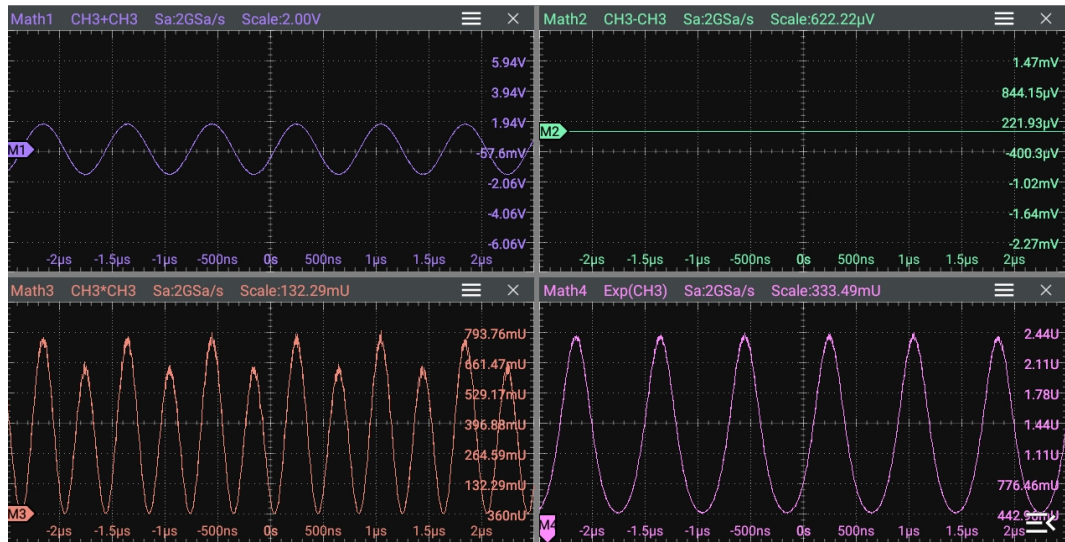 Math1 CH3+CH3 Sa:2GSa/s Scale:2.00V
5.94V
3.94V
1.94V
M1
-57.6mV
-2.06V
-4.06V
-6.06V
-2µs -1.5µs -1µs -500ns 0s 500ns 1µs 1.5µs 2µs
Math2 CH3-CH3 Sa:2GSa/s Scale:622.22µV
1.47mV
844.15µV
221.93µV
M2
-400.3µV
-1.02mV
-1.64mV
-2.27mV
-2µs -1.5µs -1µs -500ns 0s 500ns 1µs 1.5µs 2µs
Math3 CH3*CH3 Sa:2GSa/s Scale:132.29mU
793.76mU
661.47mU
529.17mU
396.88mU
264.59mU
132.29mU
M3
360nU
-2µs -1.5µs -1µs -500ns 0s 500ns 1µs 1.5µs 2µs
Math4 Exp(CH3) Sa:2GSa/s Scale:333.49mU
2.44U
2.11U
1.78U
1.44U
1.11U
776.46mU
M4
-2µs -1.5µs -1µs -500ns 0s 500ns 1µs 1.5µs 2µs